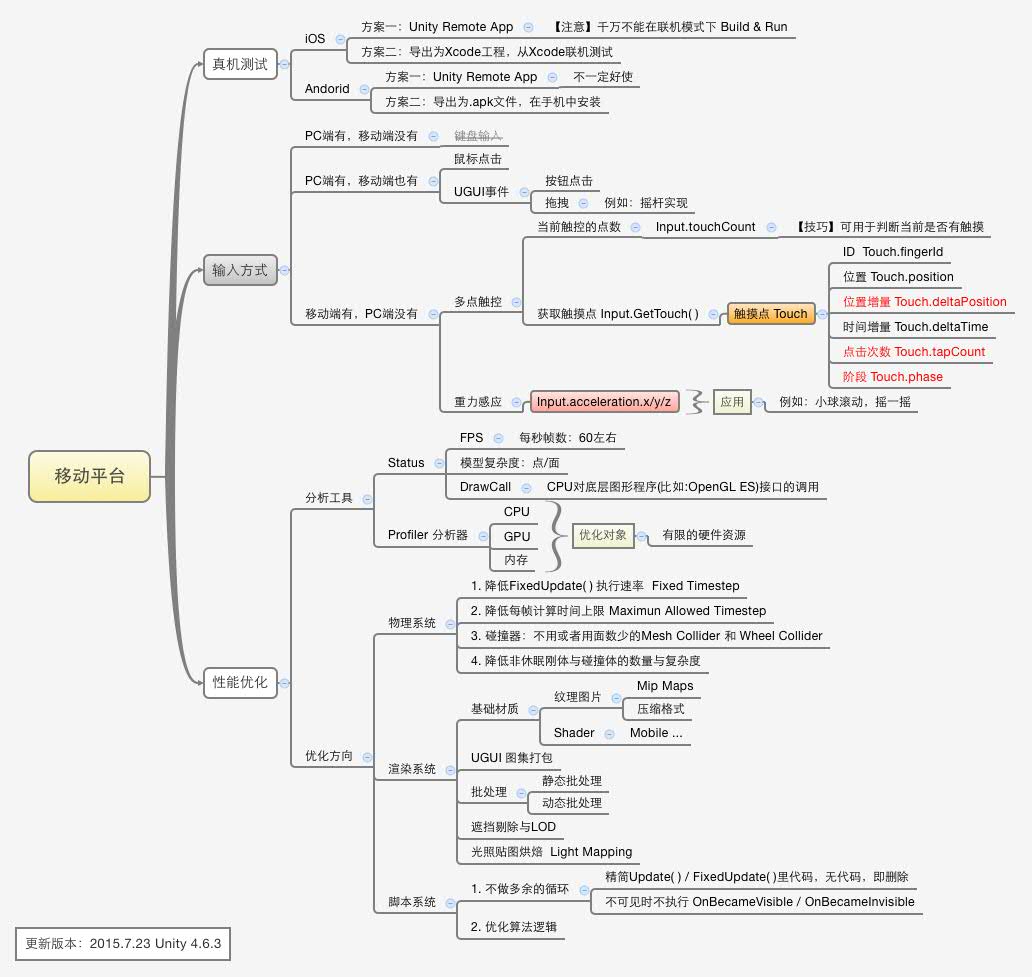 移动平台
真机测试
iOS
方案一：Unity Remote App
【注意】千万不能在联机模式下 Build & Run
方案二：导出为Xcode工程，从Xcode联机测试
Andorid
方案一：Unity Remote App
不一定好使
方案二：导出为.apk文件，在手机中安装
输入方式
PC端有，移动端没有
键盘输入
PC端有，移动端也有
鼠标点击
UGUI事件
按钮点击
拖拽
例如：摇杆实现
移动端有，PC端没有
多点触控
当前触控的点数
Input.touchCount
【技巧】可用于判断当前是否有触摸
获取触摸点 Input.GetTouch( )
触摸点 Touch
ID Touch.fingerId
位置 Touch.position
位置增量 Touch.deltaPosition
时间增量 Touch.deltaTime
点击次数 Touch.tapCount
阶段 Touch.phase
重力感应
Input.acceleration.x/y/z
应用
例如：小球滚动，摇一摇
性能优化
分析工具
Status
FPS
每秒帧数：60左右
模型复杂度：点/面
DrawCall
CPU对底层图形程序(比如:OpenGL ES)接口的调用
Profiler 分析器
CPU
GPU
内存
优化对象
有限的硬件资源
优化方向
物理系统
1. 降低FixedUpdate( ) 执行速率 Fixed Timestep
2. 降低每帧计算时间上限 Maximun Allowed Timestep
3. 碰撞器：不用或者用面数少的Mesh Collider 和 Wheel Collider
4. 降低非休眠刚体与碰撞体的数量与复杂度
渲染系统
基础材质
纹理图片
Mip Maps
压缩格式
Shader
Mobile ...
UGUI 图集打包
批处理
静态批处理
动态批处理
遮挡剔除与LOD
光照贴图烘焙 Light Mapping
脚本系统
1. 不做多余的循环
精简Update( ) / FixedUpdate( )里代码，无代码，即删除
不可见时不执行 OnBecameVisible / OnBecameInvisible
2. 优化算法逻辑
更新版本：2015.7.23 Unity 4.6.3